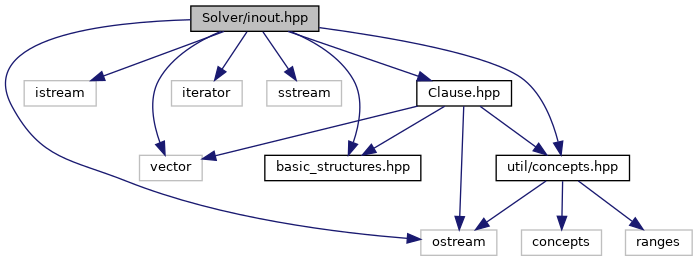 Solver/inout.hpp
istream
iterator
sstream
Clause.hpp
vector
basic_structures.hpp
util/concepts.hpp
ostream
concepts
ranges